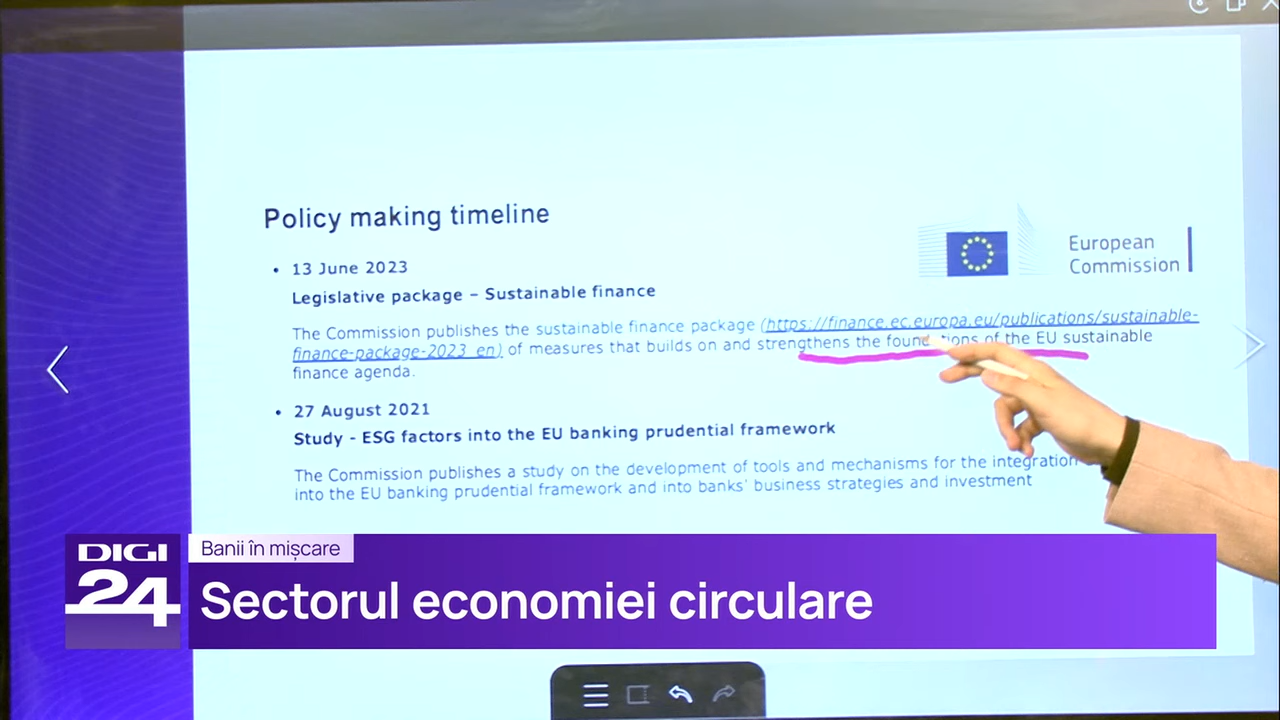 Policy making timeline
European
Commission
• 13 June 2023
Legislative package – Sustainable finance
The Commission publishes the sustainable finance package (https://finance.ec.europa.eu/publications/sustainable-
finance-package-2023_en) of measures that builds on and strengthens the foundations of the EU sustainable
finance agenda.
• 27 August 2021
Study - ESG factors into the EU banking prudential framework
The Commission publishes a study on the development of tools and mechanisms for the integration
into the EU banking prudential framework and into banks' business strategies and investment
DIGI
24
Banii în mișcare
Sectorul economiei circulare